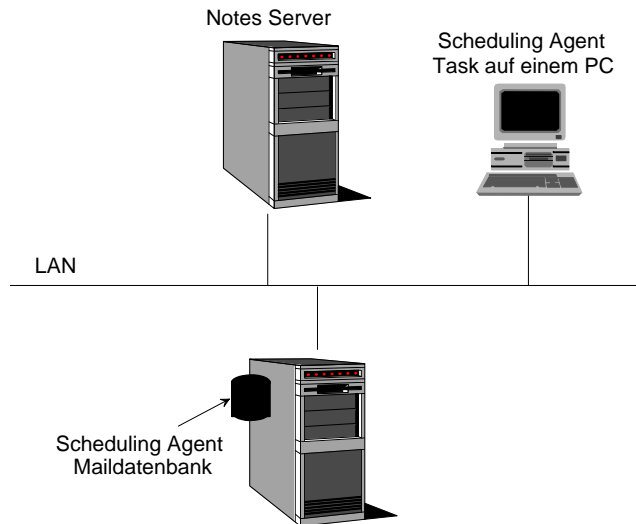 Notes Server
Scheduling Agent
Task auf einem PC
LAN
Scheduling Agent
Maildatenbank